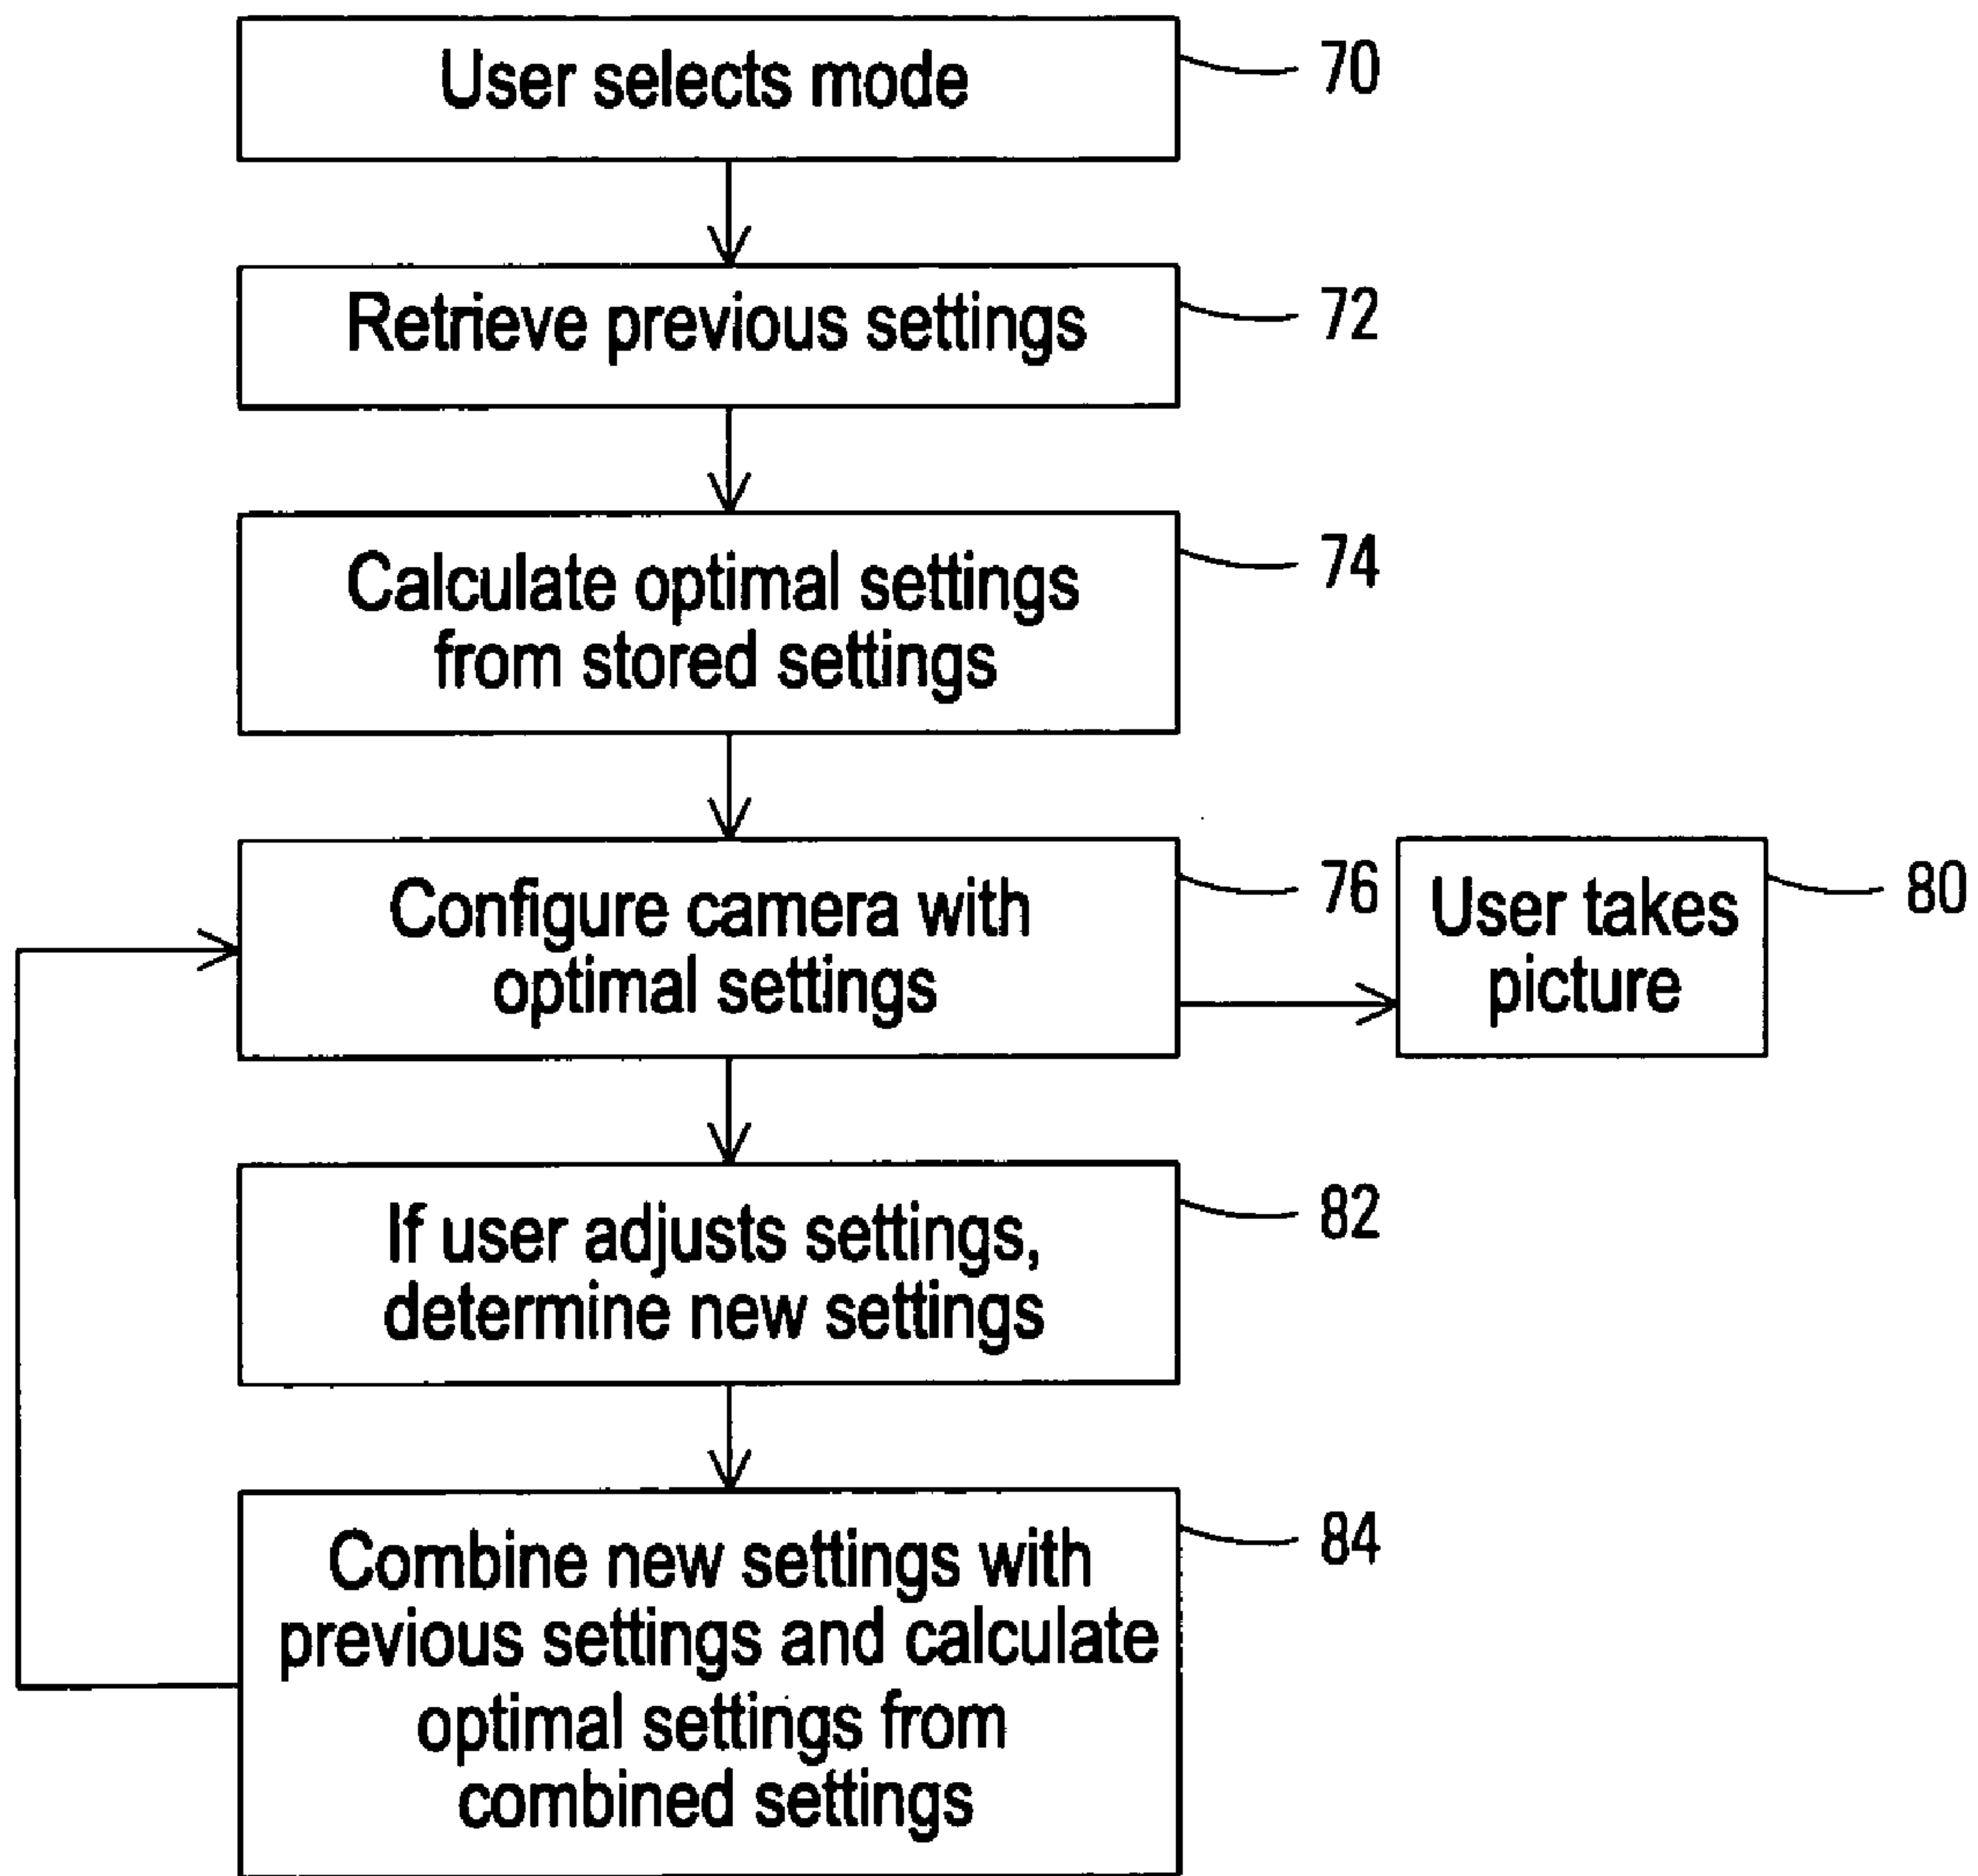 User selects mode
70
Retrieve previous settings
72
Calculate optimal settings
from stored settings
74
Configure camera with
optimal settings
76
User takes
picture
80
If user adjusts settings,
determine new settings
82
Combine new settings with
previous settings and calculate
optimal settings from
combined settings
84